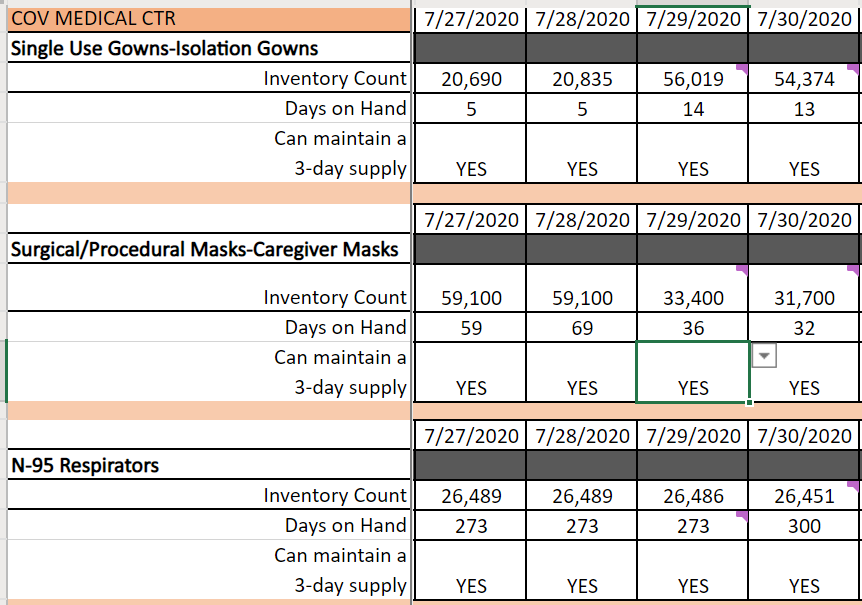 COV MEDICAL CTR 7/27/2020 7/28/2020 7/29/2020 7/30/2020
Single Use Gowns-Isolation Gowns
Inventory Count 20,690 20,835 56,019 54,374
Days on Hand 5 5 14 13
Can maintain a
3-day supply YES YES YES YES
7/27/2020 7/28/2020 7/29/2020 7/30/2020
Surgical/Procedural Masks-Caregiver Masks
Inventory Count 59,100 59,100 33,400 31,700
Days on Hand 59 69 36 32
Can maintain a
3-day supply YES YES YES YES
7/27/2020 7/28/2020 7/29/2020 7/30/2020
N-95 Respirators
Inventory Count 26,489 26,489 26,486 26,451
Days on Hand 273 273 273 300
Can maintain a
3-day supply YES YES YES YES